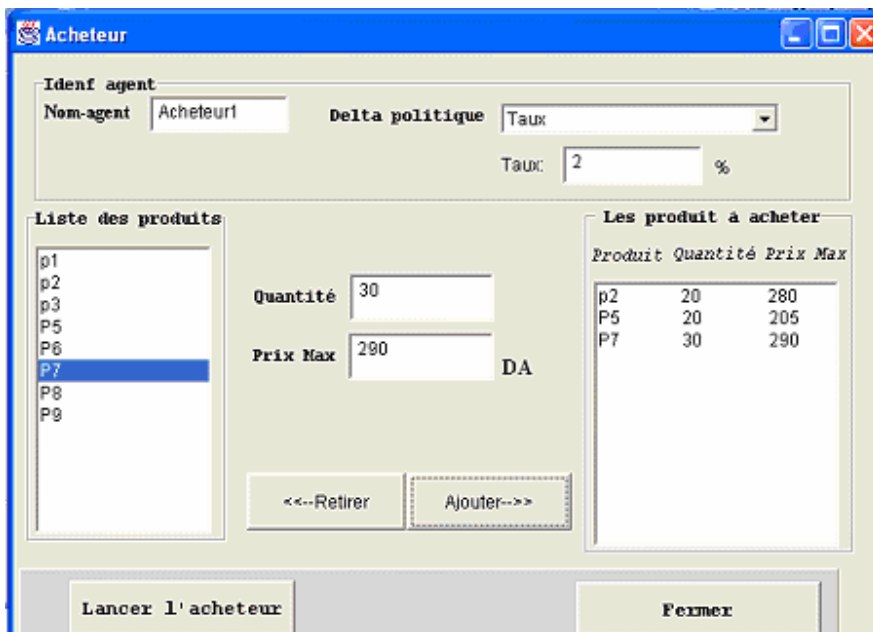 Acheteur
Idenf agent
Nom-agent Acheteur1 Delta politique Taux
Taux: 2 %
Liste des produits
p1
p2
p3
P5
P6
P7
P8
P9
Quantité 30
Prix Max 290 DA
<<--Retirer Ajouter-->>
Les produit à acheter
Produit Quantité Prix Max
p2 20 280
P5 20 205
P7 30 290
Lancer l'acheteur Fermer